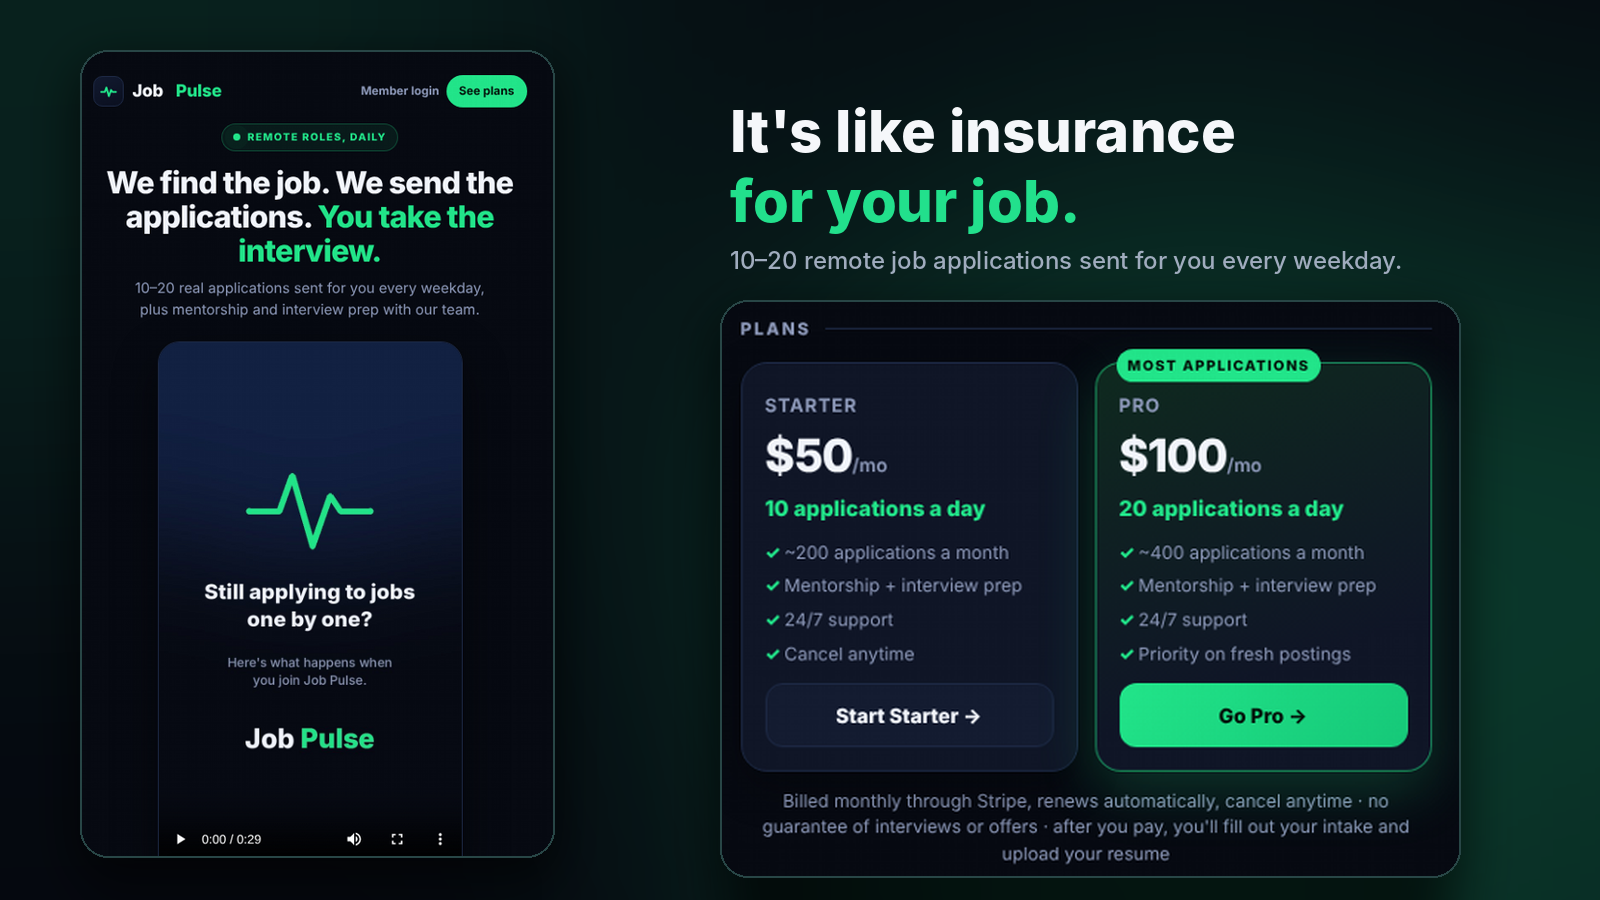 Job Pulse
Member login
See plans
REMOTE ROLES, DAILY
We find the job. We send the
applications. You take the
interview.
10–20 real applications sent for you every weekday,
plus mentorship and interview prep with our team.
Still applying to jobs
one by one?
Here's what happens when
you join Job Pulse.
Job Pulse
0:00 / 0:29
It's like insurance
for your job.
10–20 remote job applications sent for you every weekday.
PLANS
STARTER
$50/mo
10 applications a day
✓ ~200 applications a month
✓ Mentorship + interview prep
✓ 24/7 support
✓ Cancel anytime
Start Starter →
MOST APPLICATIONS
PRO
$100/mo
20 applications a day
✓ ~400 applications a month
✓ Mentorship + interview prep
✓ 24/7 support
✓ Priority on fresh postings
Go Pro →
Billed monthly through Stripe, renews automatically, cancel anytime · no
guarantee of interviews or offers · after you pay, you'll fill out your intake and
upload your resume